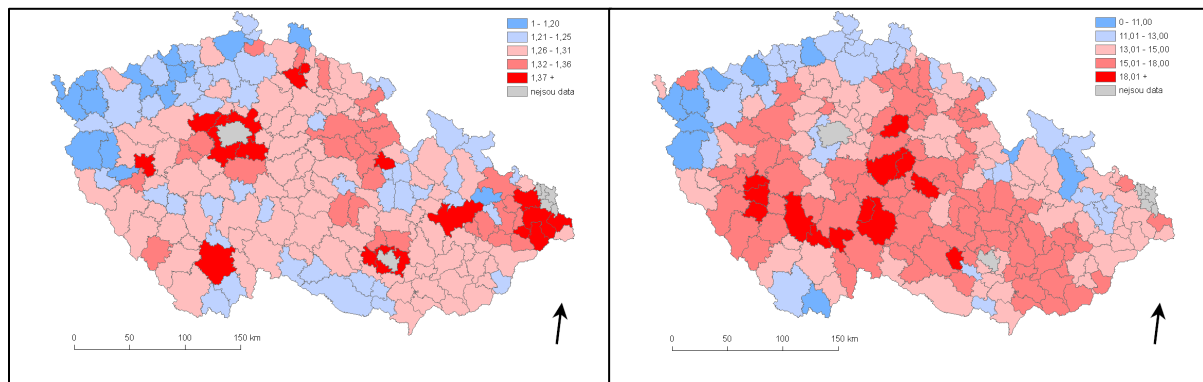 1 - 1,20
1,21 - 1,25
1,26 - 1,31
1,32 - 1,36
1,37 +
nejsou data
0 50 100 150 km
0 - 11,00
11,01 - 13,00
13,01 - 15,00
15,01 - 18,00
18,01 +
nejsou data
0 50 100 150 km